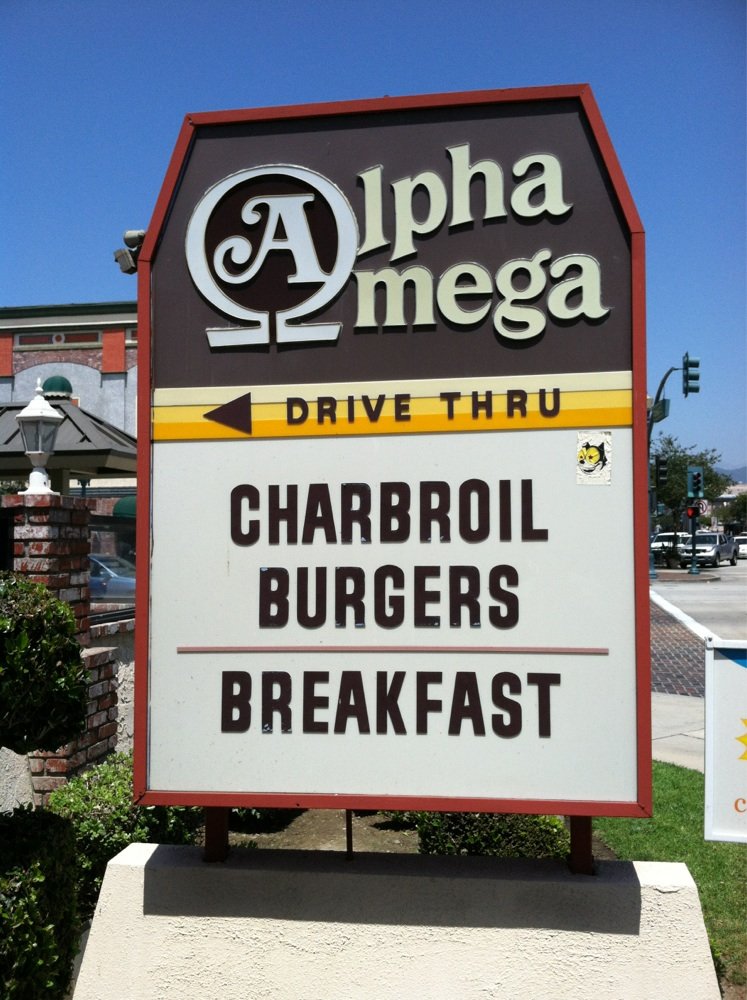 Alpha
Omega
DRIVE THRU
CHARBROIL
BURGERS
BREAKFAST